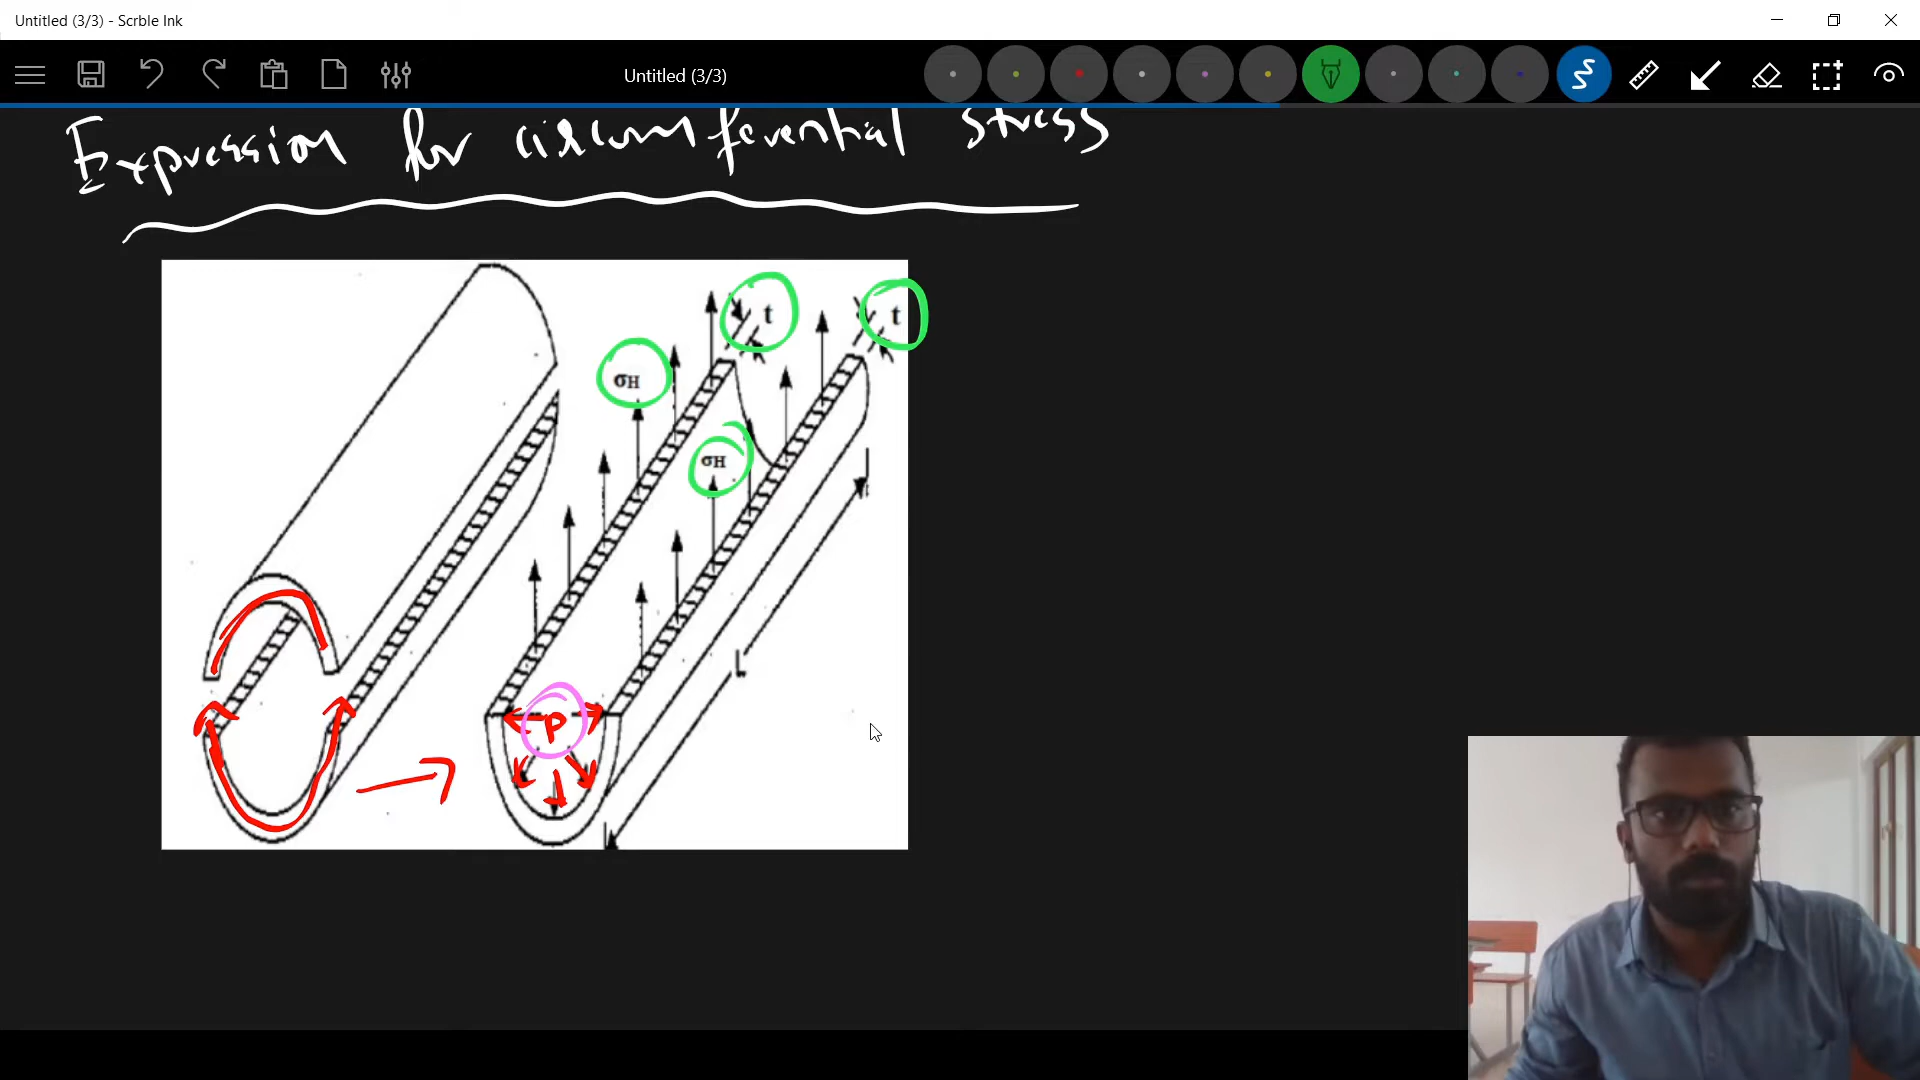 Untitled (3/3) - Scrble Ink
Untitled (3/3)
Expression for circumferential stress
t
t
σH
σH
L
P